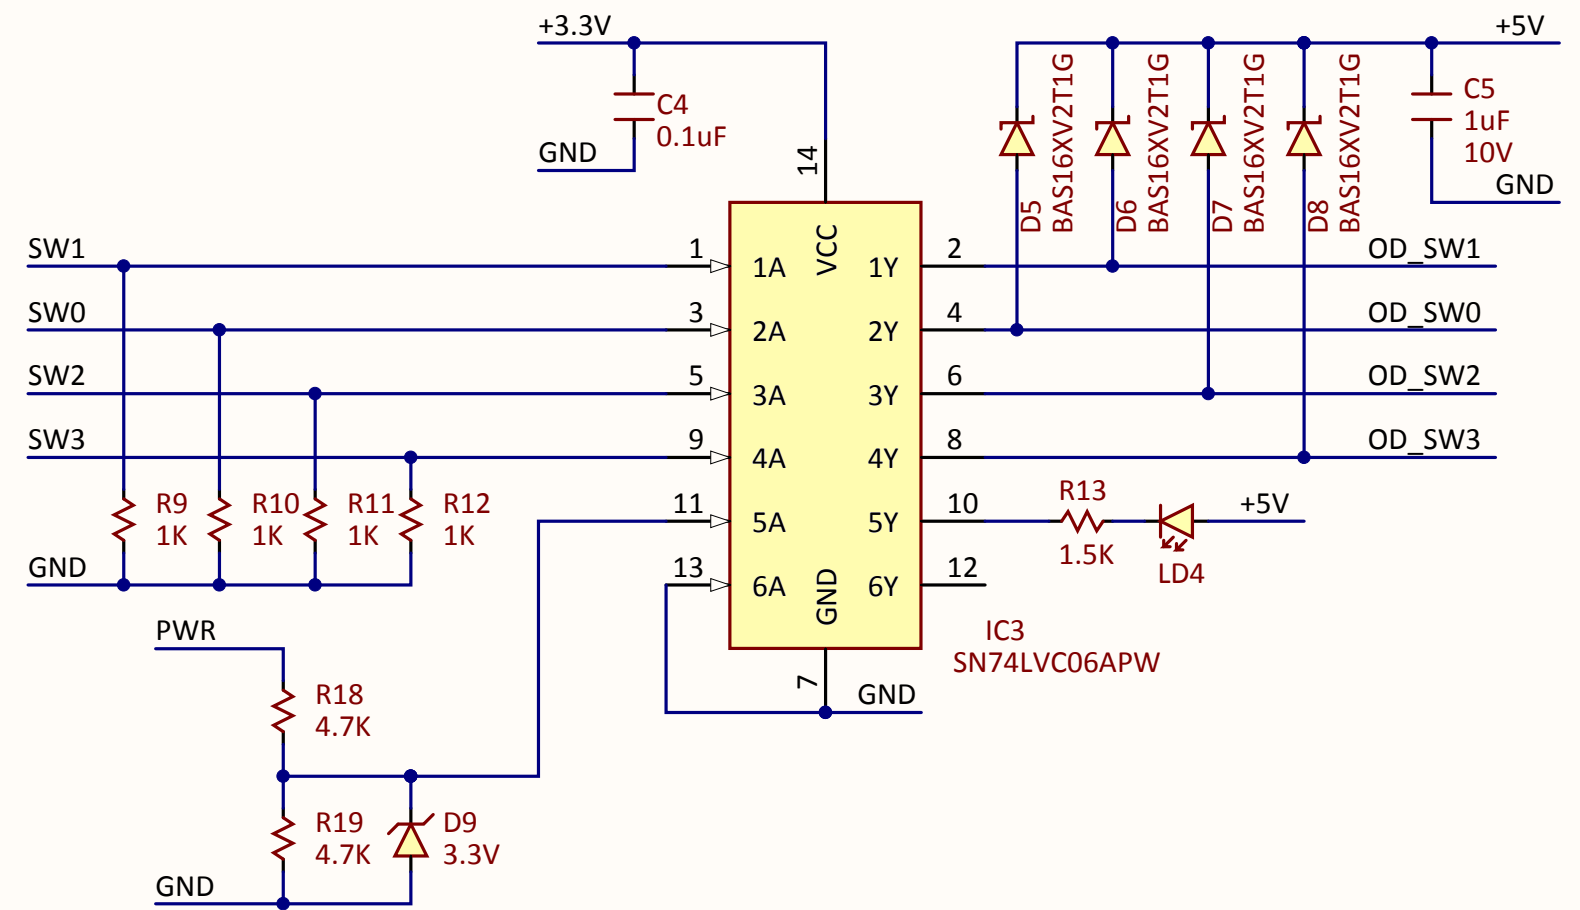 +3.3V
+5V
C4
0.1uF
GND
14
D5
BAS16XV2T1G
D6
BAS16XV2T1G
D7
BAS16XV2T1G
D8
BAS16XV2T1G
C5
1uF
10V
GND
SW1
1
1A
VCC
1Y
2
OD_SW1
SW0
3
2A
2Y
4
OD_SW0
SW2
5
3A
3Y
6
OD_SW2
SW3
9
4A
4Y
8
OD_SW3
R9
1K
R10
1K
R11
1K
R12
1K
11
5A
5Y
10
R13
1.5K
LD4
+5V
GND
13
6A
GND
6Y
12
PWR
IC3
SN74LVC06APW
7
GND
R18
4.7K
R19
4.7K
D9
3.3V
GND